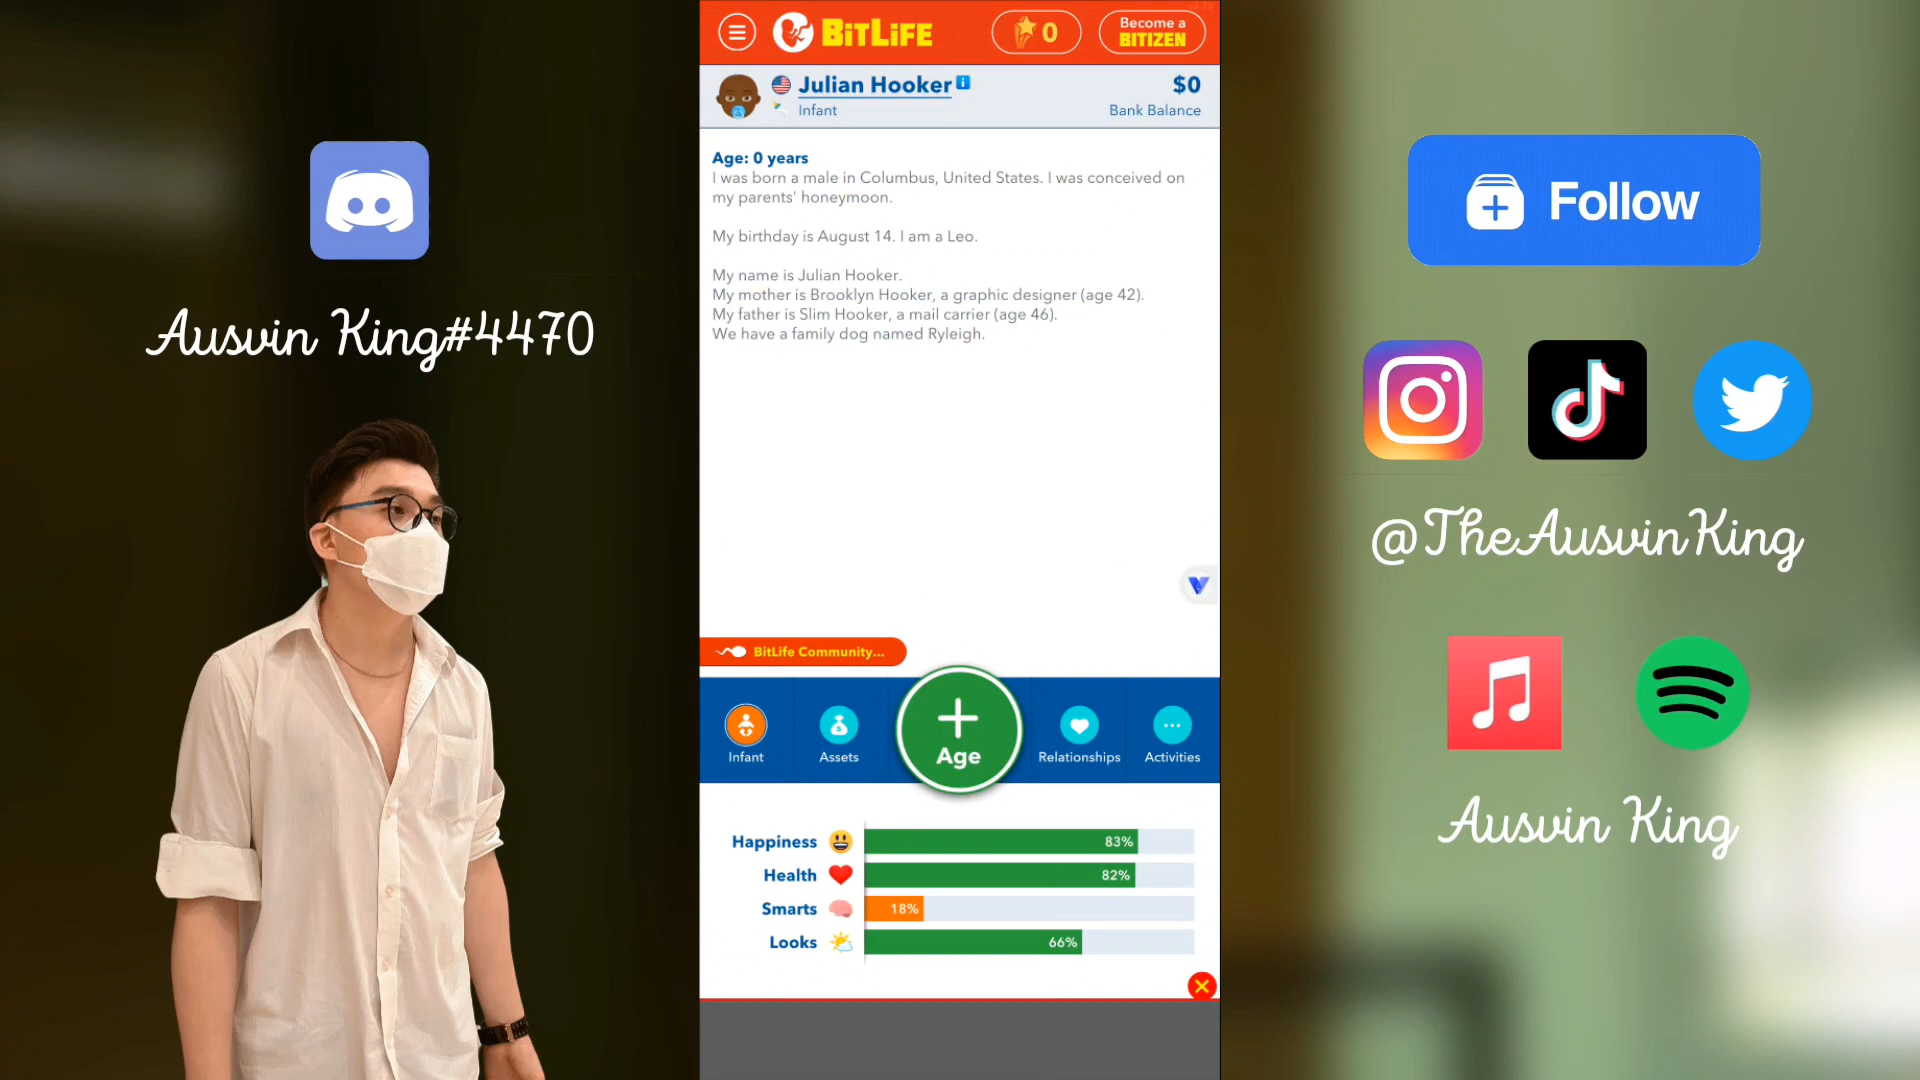 BITLIFE
0
Become a
BITIZEN
Julian Hooker
$0
Infant
Bank Balance
Age: 0 years
I was born a male in Columbus, United States. I was conceived on
my parents' honeymoon.
My birthday is August 14. I am a Leo.
My name is Julian Hooker.
My mother is Brooklyn Hooker, a graphic designer (age 42).
My father is Slim Hooker, a mail carrier (age 46).
We have a family dog named Ryleigh.
BitLife Community...
Infant
Assets
Age
Relationships
Activities
Happiness
83%
Health
82%
Smarts
18%
Looks
66%
Ausvin King#4470
Follow
@TheAusvinKing
Ausvin King